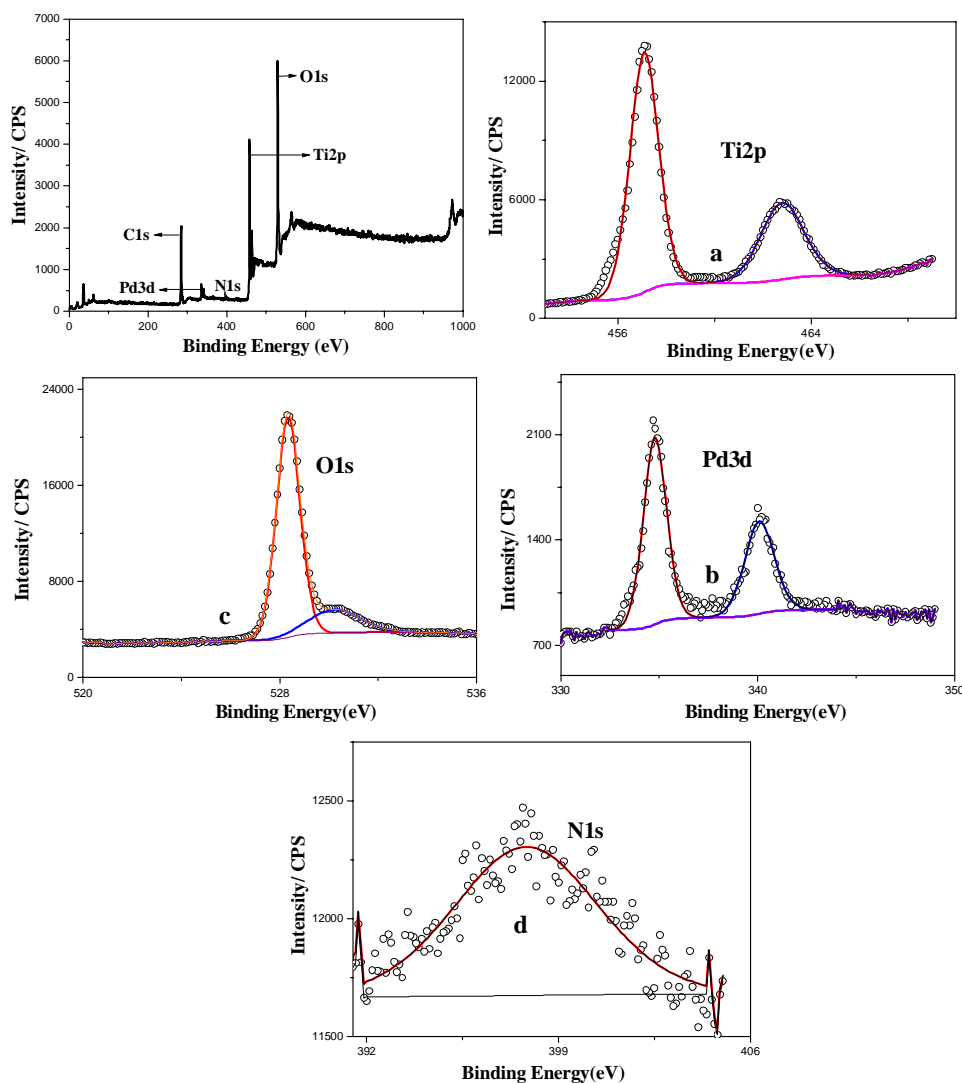 7000
6000
5000
4000
3000
2000
1000
0
O1s
Ti2p
C1s
Pd3d
N1s
0 200 400 600 800 1000
Intensity/ CPS
Binding Energy (eV)
12000
6000
0
Ti2p
a
456 464
Intensity/ CPS
Binding Energy(eV)
24000
16000
8000
0
O1s
c
520 528 536
Intensity/ CPS
Binding Energy(eV)
2100
1400
700
Pd3d
b
330 340 350
Intensity/ CPS
Binding Energy(eV)
12500
12000
11500
N1s
d
392 399 406
Intensity/ CPS
Binding Energy(eV)